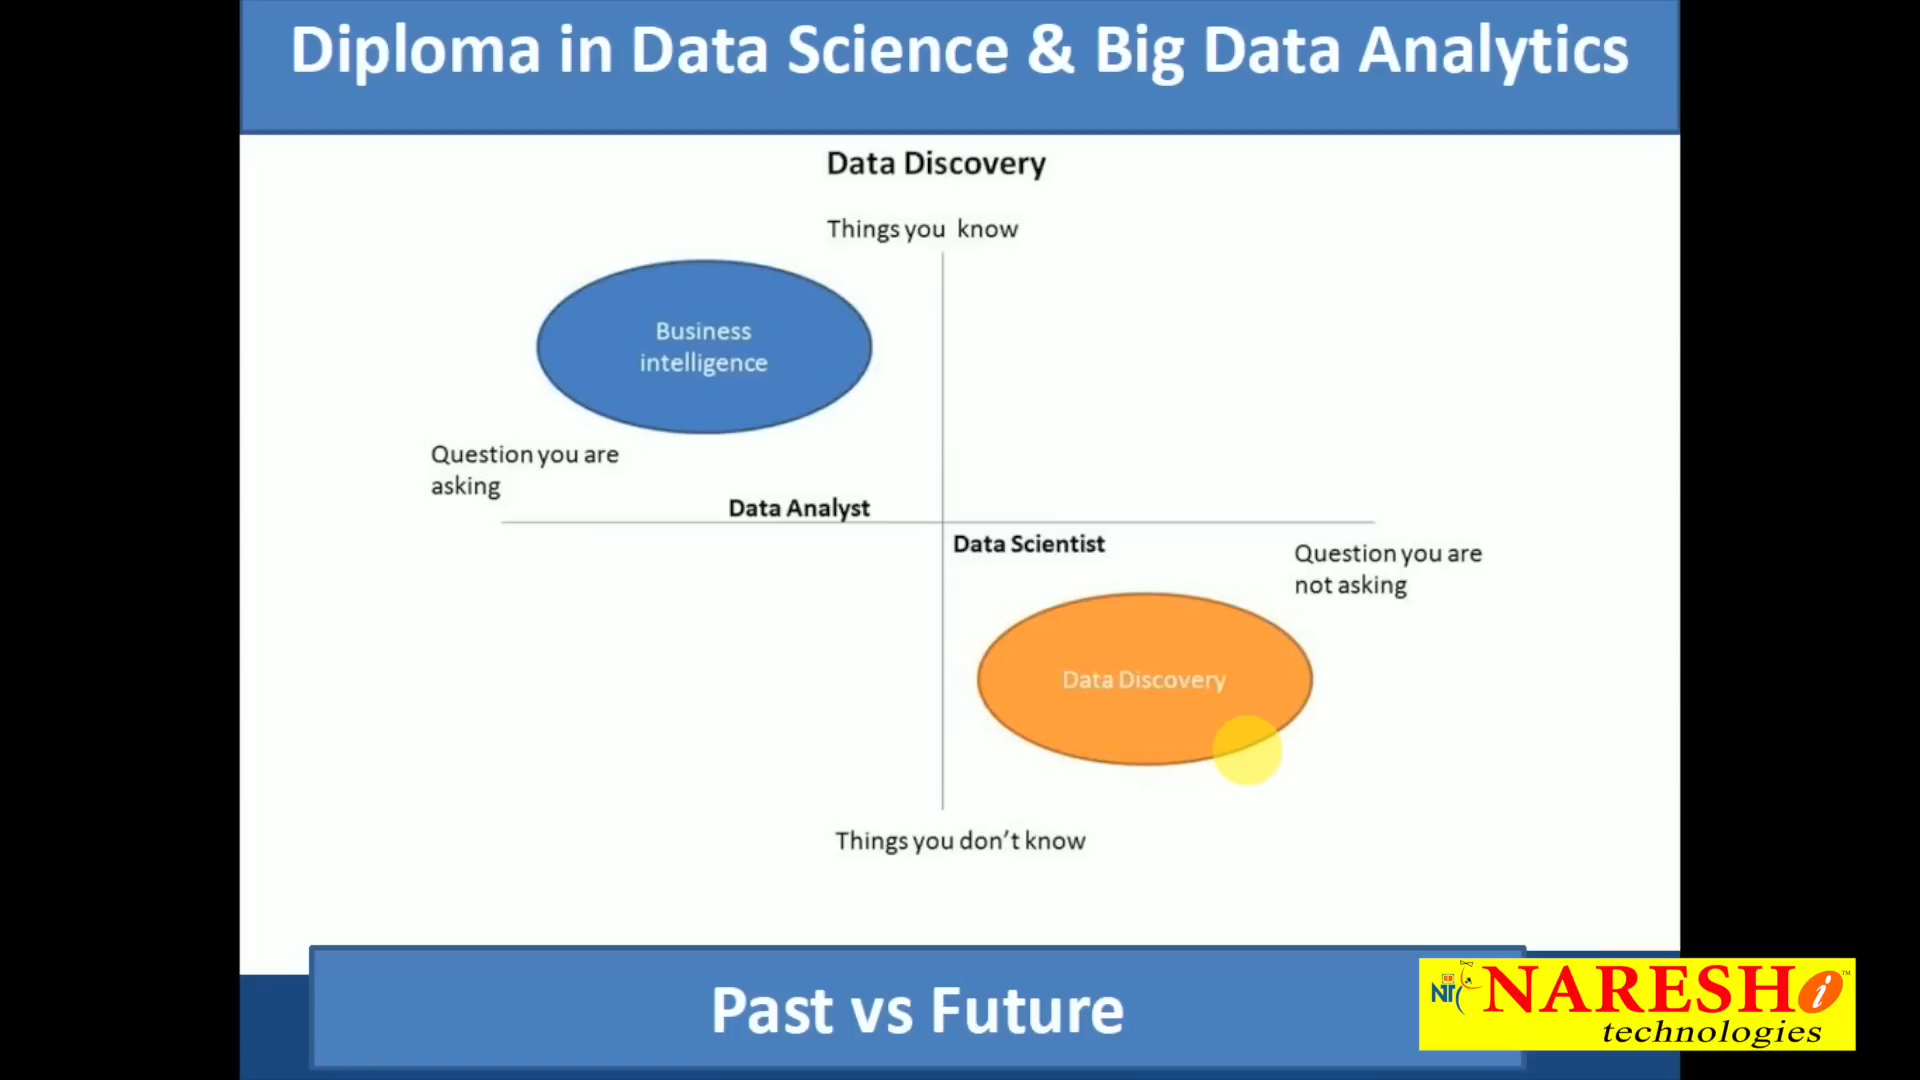 Diploma in Data Science & Big Data Analytics
Data Discovery
Things you know
Business
intelligence
Question you are
asking
Data Analyst
Data Scientist
Question you are
not asking
Data Discovery
Things you don’t know
Past vs Future
NT
NARESH i ™
technologies